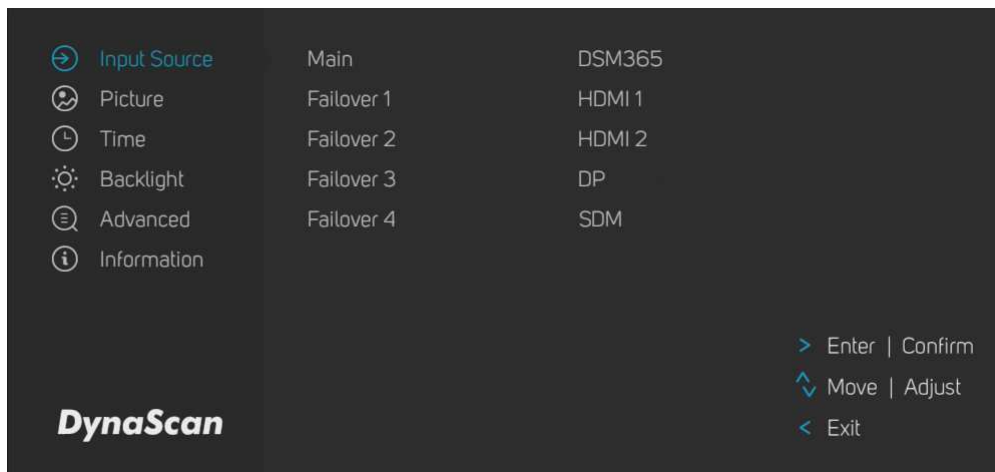 Input Source Main DSM365
Picture Failover 1 HDMI 1
Time Failover 2 HDMI 2
Backlight Failover 3 DP
Advanced Failover 4 SDM
Information
> Enter | Confirm
Move | Adjust
< Exit
DynaScan